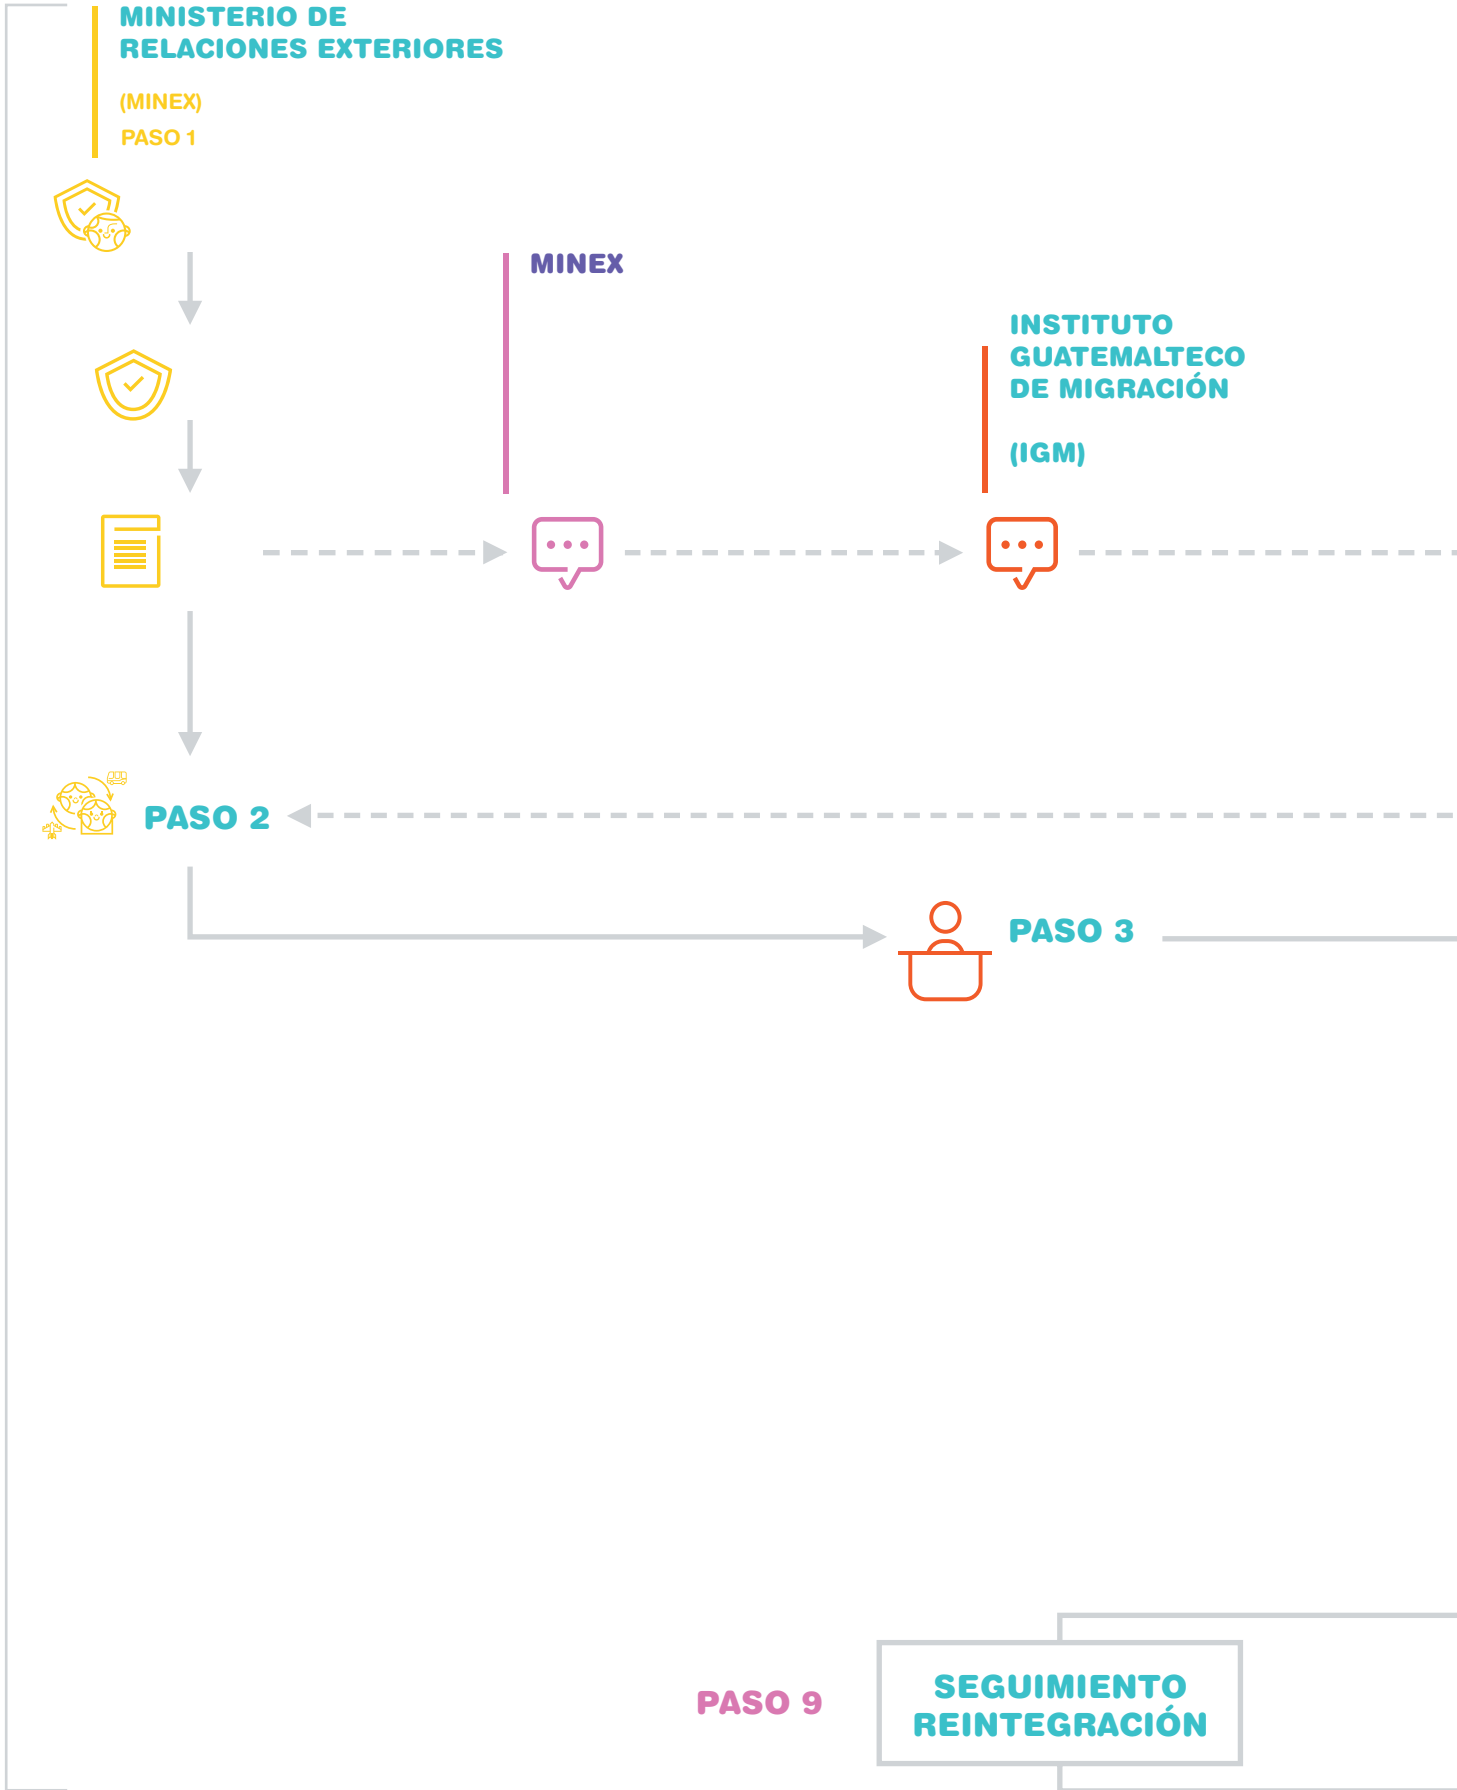 MINISTERIO DE
RELACIONES EXTERIORES
(MINEX)
PASO 1
MINEX
INSTITUTO
GUATEMALTECO
DE MIGRACIÓN
(IGM)
PASO 2
PASO 3
PASO 9
SEGUIMIENTO
REINTEGRACIÓN